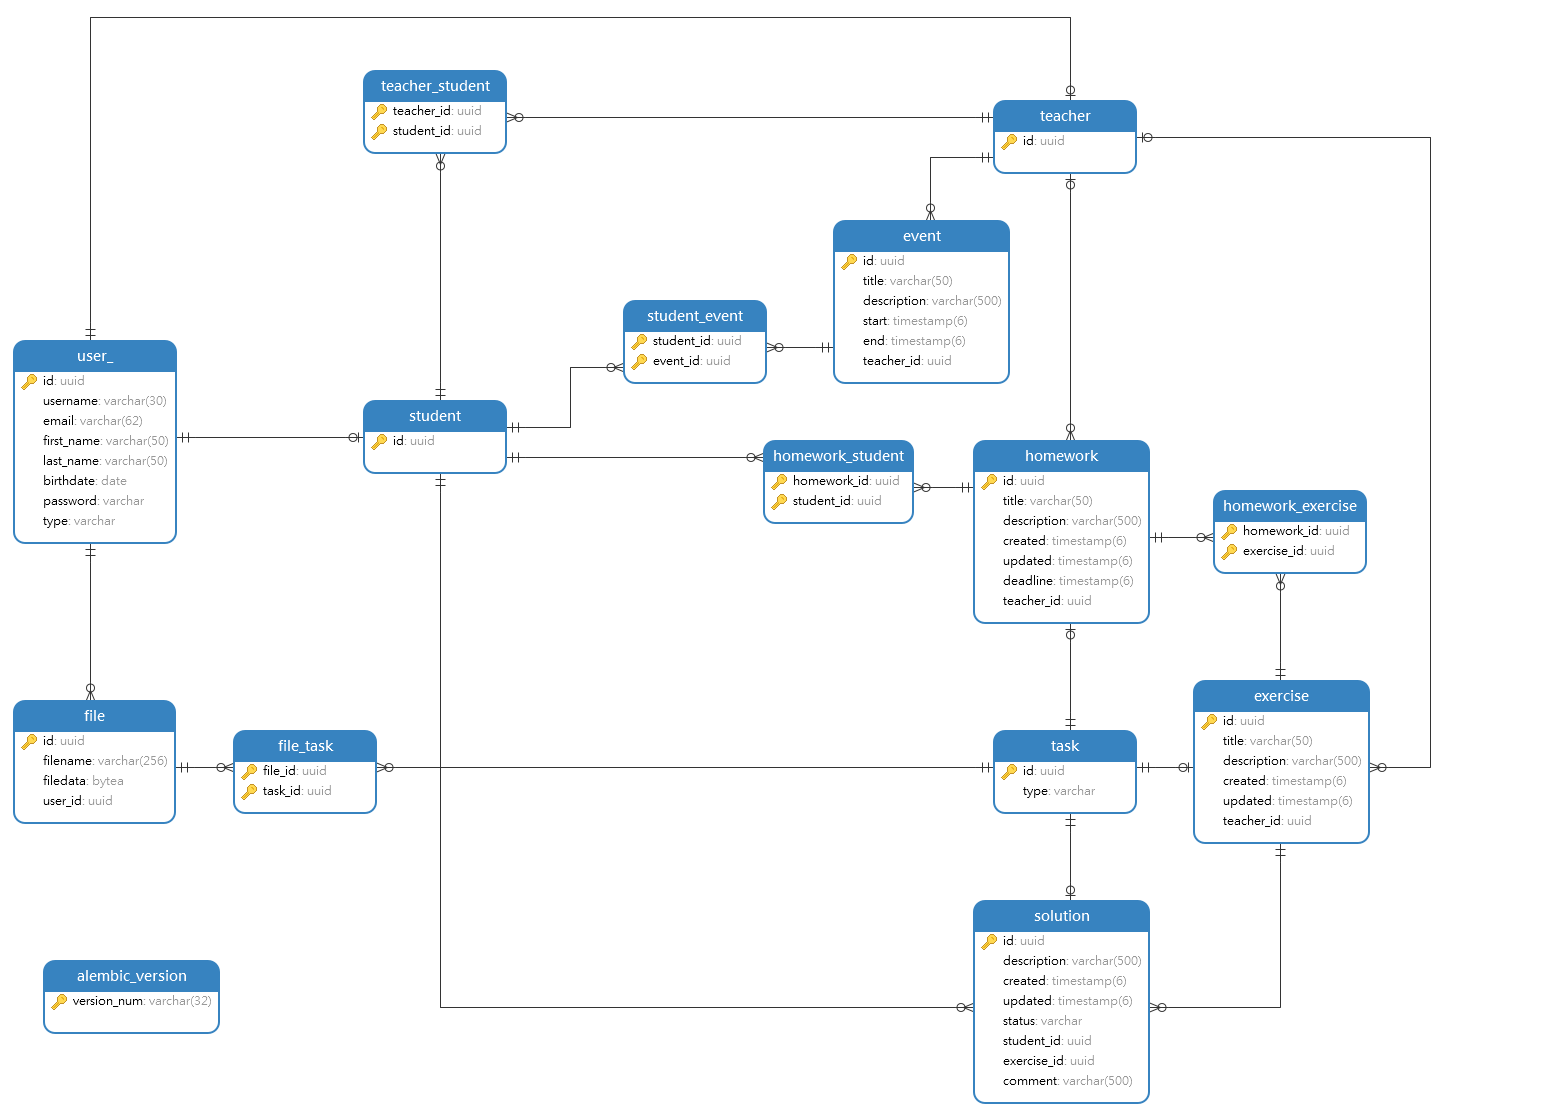 teacher_student
teacher_id: uuid
student_id: uuid
teacher
id: uuid
event
id: uuid
title: varchar(50)
description: varchar(500)
start: timestamp(6)
end: timestamp(6)
teacher_id: uuid
student_event
student_id: uuid
event_id: uuid
user_
id: uuid
username: varchar(30)
email: varchar(62)
first_name: varchar(50)
last_name: varchar(50)
birthdate: date
password: varchar
type: varchar
student
id: uuid
homework_student
homework_id: uuid
student_id: uuid
homework
id: uuid
title: varchar(50)
description: varchar(500)
created: timestamp(6)
updated: timestamp(6)
deadline: timestamp(6)
teacher_id: uuid
homework_exercise
homework_id: uuid
exercise_id: uuid
file
id: uuid
filename: varchar(256)
filedata: bytea
user_id: uuid
file_task
file_id: uuid
task_id: uuid
task
id: uuid
type: varchar
exercise
id: uuid
title: varchar(50)
description: varchar(500)
created: timestamp(6)
updated: timestamp(6)
teacher_id: uuid
solution
id: uuid
description: varchar(500)
created: timestamp(6)
updated: timestamp(6)
status: varchar
student_id: uuid
exercise_id: uuid
comment: varchar(500)
alembic_version
version_num: varchar(32)